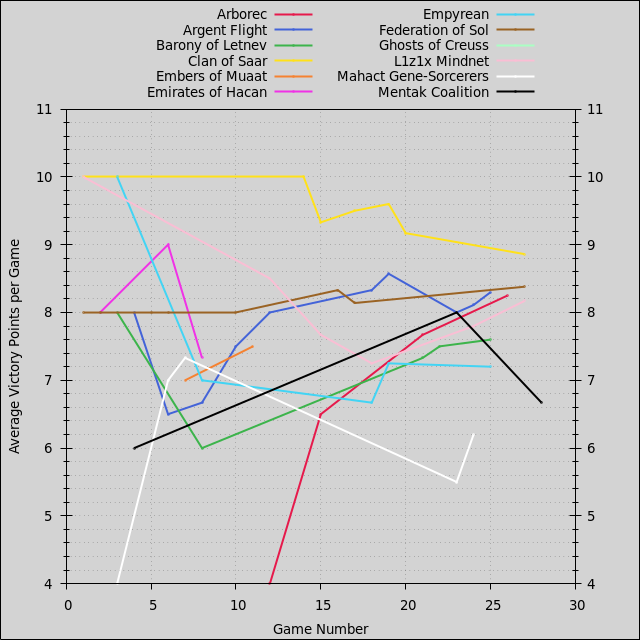 Arborec
Argent Flight
Barony of Letnev
Clan of Saar
Embers of Muaat
Emirates of Hacan
Empyrean
Federation of Sol
Ghosts of Creuss
L1z1x Mindnet
Mahact Gene-Sorcerers
Mentak Coalition
Average Victory Points per Game
11
10
9
8
7
6
5
4
11
10
9
8
7
6
5
4
0 5 10 15 20 25 30
Game Number